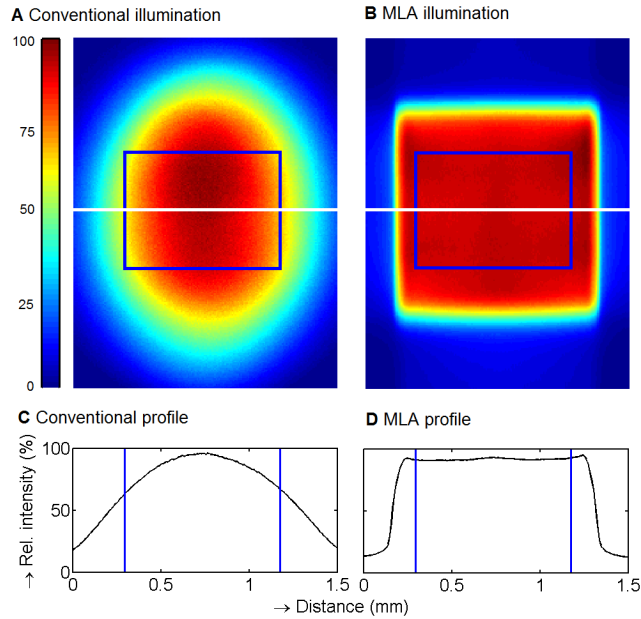 A Conventional illumination
B MLA illumination
100
75
50
25
0
C Conventional profile
D MLA profile
→ Rel. intensity (%)
100
50
0
0 0.5 1 1.5
0 0.5 1 1.5
→ Distance (mm)